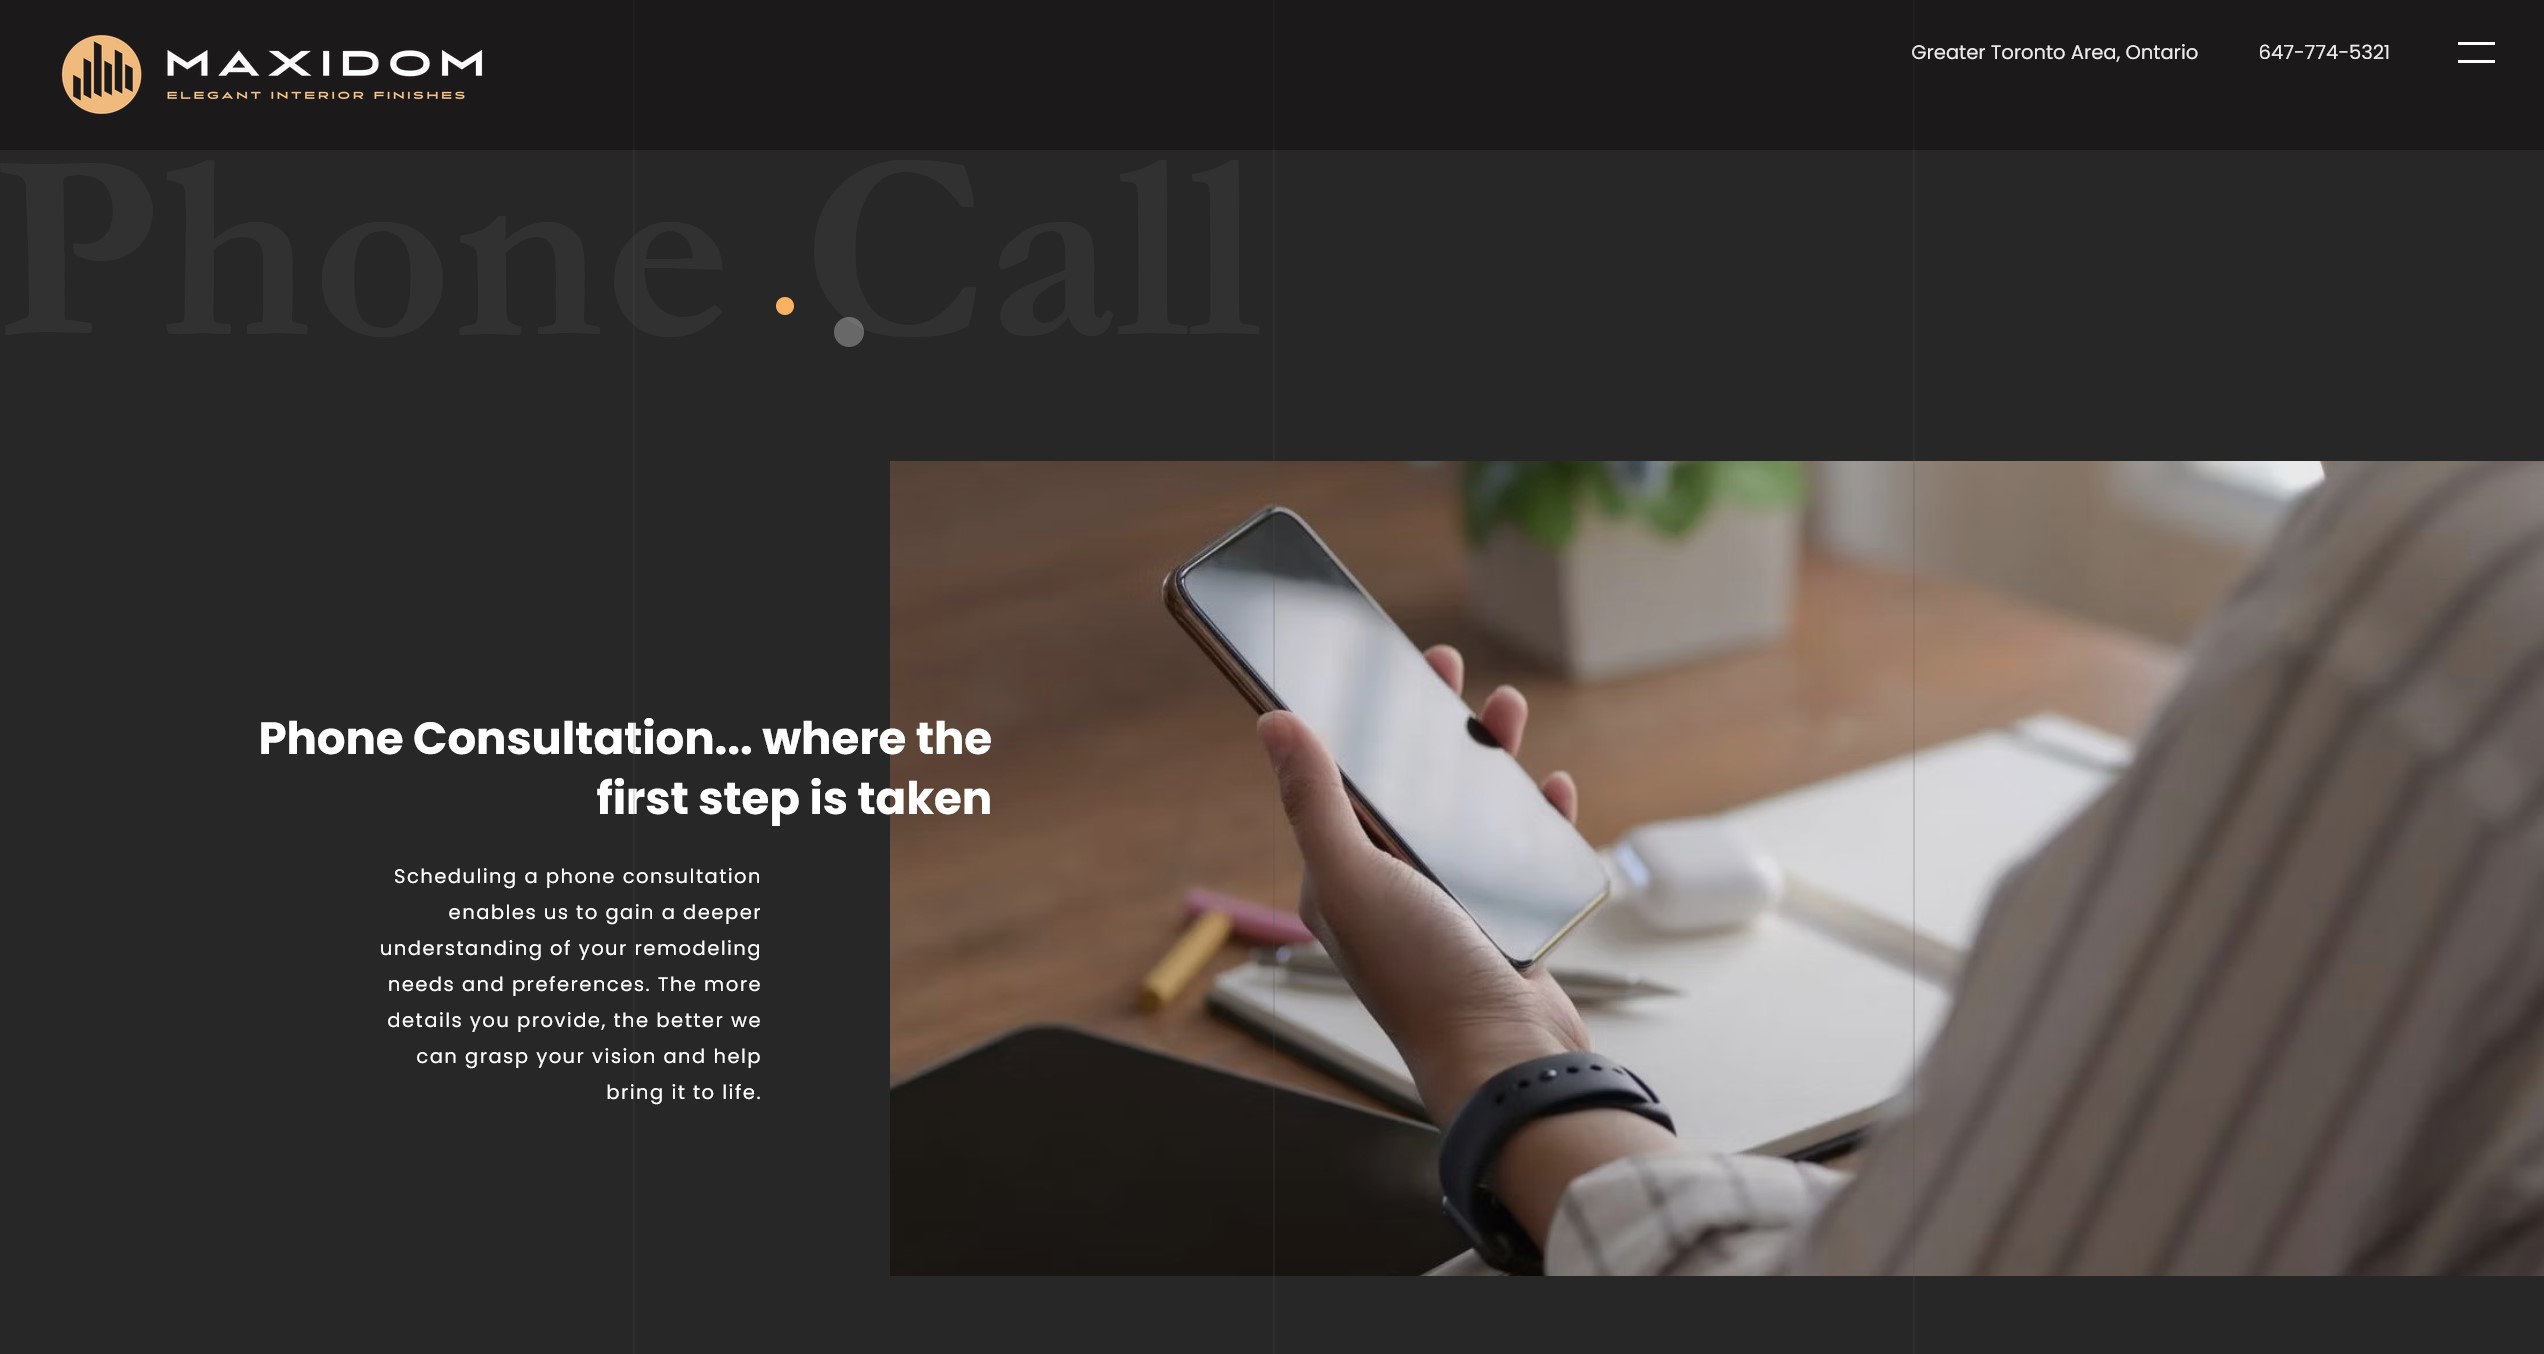 MAXIDOM
ELEGANT INTERIOR FINISHES
Greater Toronto Area, Ontario
647-774-5321
Phone Call
Phone Consultation... where the
first step is taken
Scheduling a phone consultation
enables us to gain a deeper
understanding of your remodeling
needs and preferences. The more
details you provide, the better we
can grasp your vision and help
bring it to life.